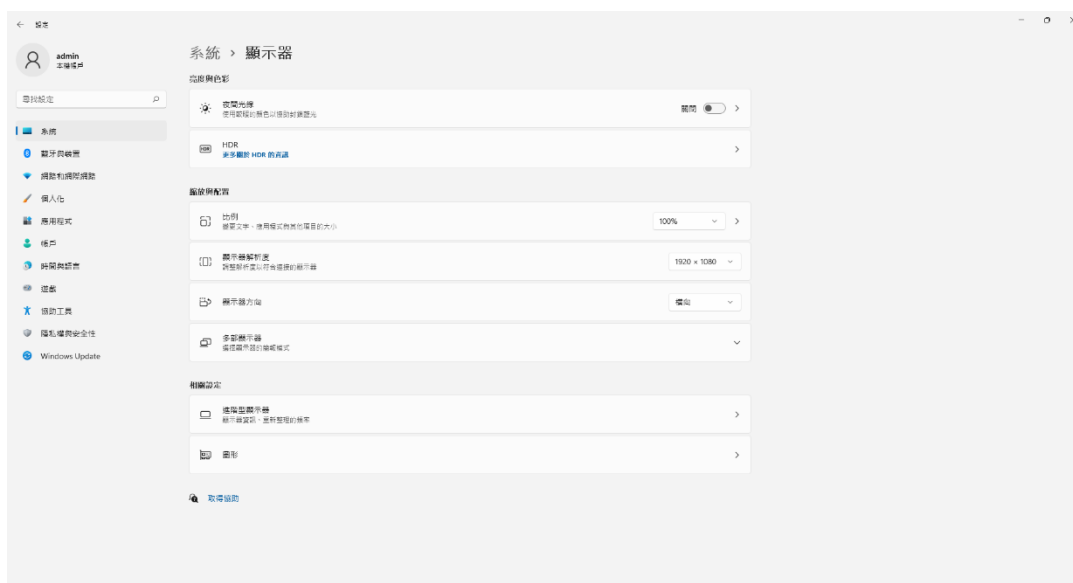 設定
admin
本機帳戶
尋找設定
系統
藍牙與裝置
網路和網際網路
個人化
應用程式
帳戶
時間與語言
遊戲
協助工具
隱私權與安全性
Windows Update
系統 > 顯示器
亮度與色彩
夜間光線
使用較暖的顏色以協助封鎖藍光
關閉
HDR
更多關於 HDR 的資訊
縮放與配置
比例
變更文字、應用程式與其他項目的大小
100%
顯示器解析度
調整解析度以符合連接的顯示器
1920 × 1080
顯示器方向
橫向
多部顯示器
選擇顯示器的簡報模式
相關設定
進階型顯示器
顯示器資訊、重新整理的頻率
圖形
取得協助